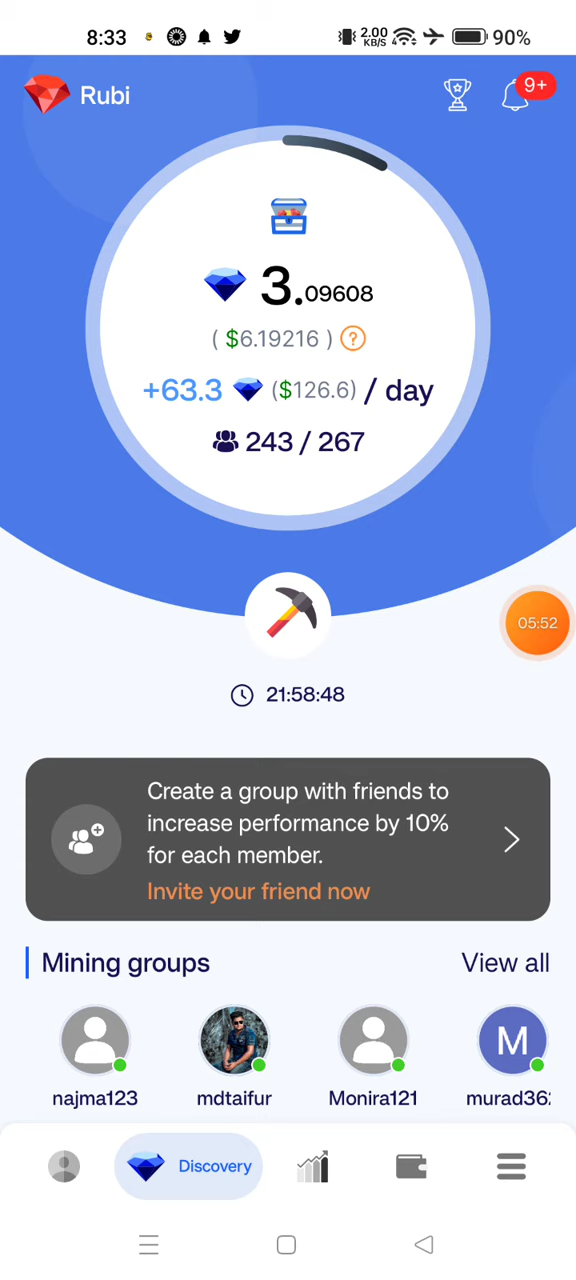 8:33 2.00 KB/S 90%
Rubi 9+
3.09608
( $6.19216 ) ?
+63.3 ($126.6) / day
243 / 267
05:52
21:58:48
Create a group with friends to
increase performance by 10%
for each member.
Invite your friend now
Mining groups View all
M
najma123 mdtaifur Monira121 murad362
Discovery